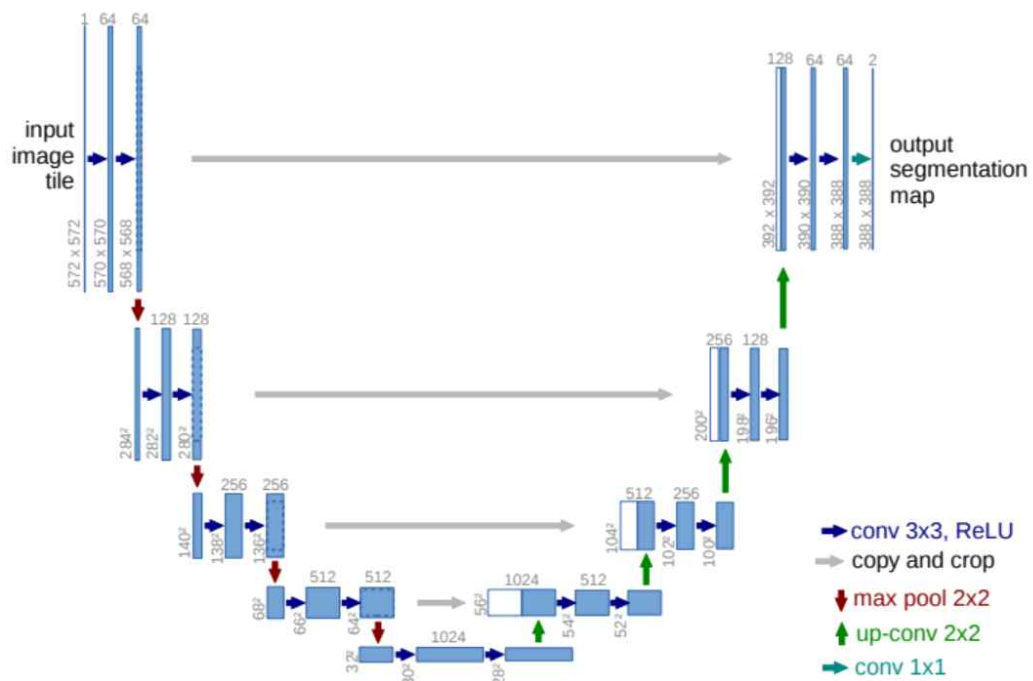 1 64 64
128 64 64 2
input
image
tile
output
segmentation
map
572 x 572
570 x 570
568 x 568
392 x 392
390 x 390
388 x 388
388 x 388
128 128
256 128
284²
282²
280²
200²
198²
196²
256 256
512 256
140²
138²
136²
104²
102²
100²
512 512
1024 512
68²
66²
64²
56²
54²
52²
1024
32²
30²
28²
conv 3x3, ReLU
copy and crop
max pool 2x2
up-conv 2x2
conv 1x1